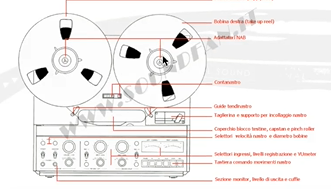 Bobina destra (take up reel)
Adattatori NAB
Contanastro
Guide tendinastro
Taglierina e supporto per incollaggio nastro
Coperchio blocco testine, capstan e pinch roller
Selettori velocità nastro e diametro bobine
Selettori ingressi, livelli registrazione e VUmeter
Tastiera comando movimenti nastro
Sezione monitor, livello di uscita e cuffie